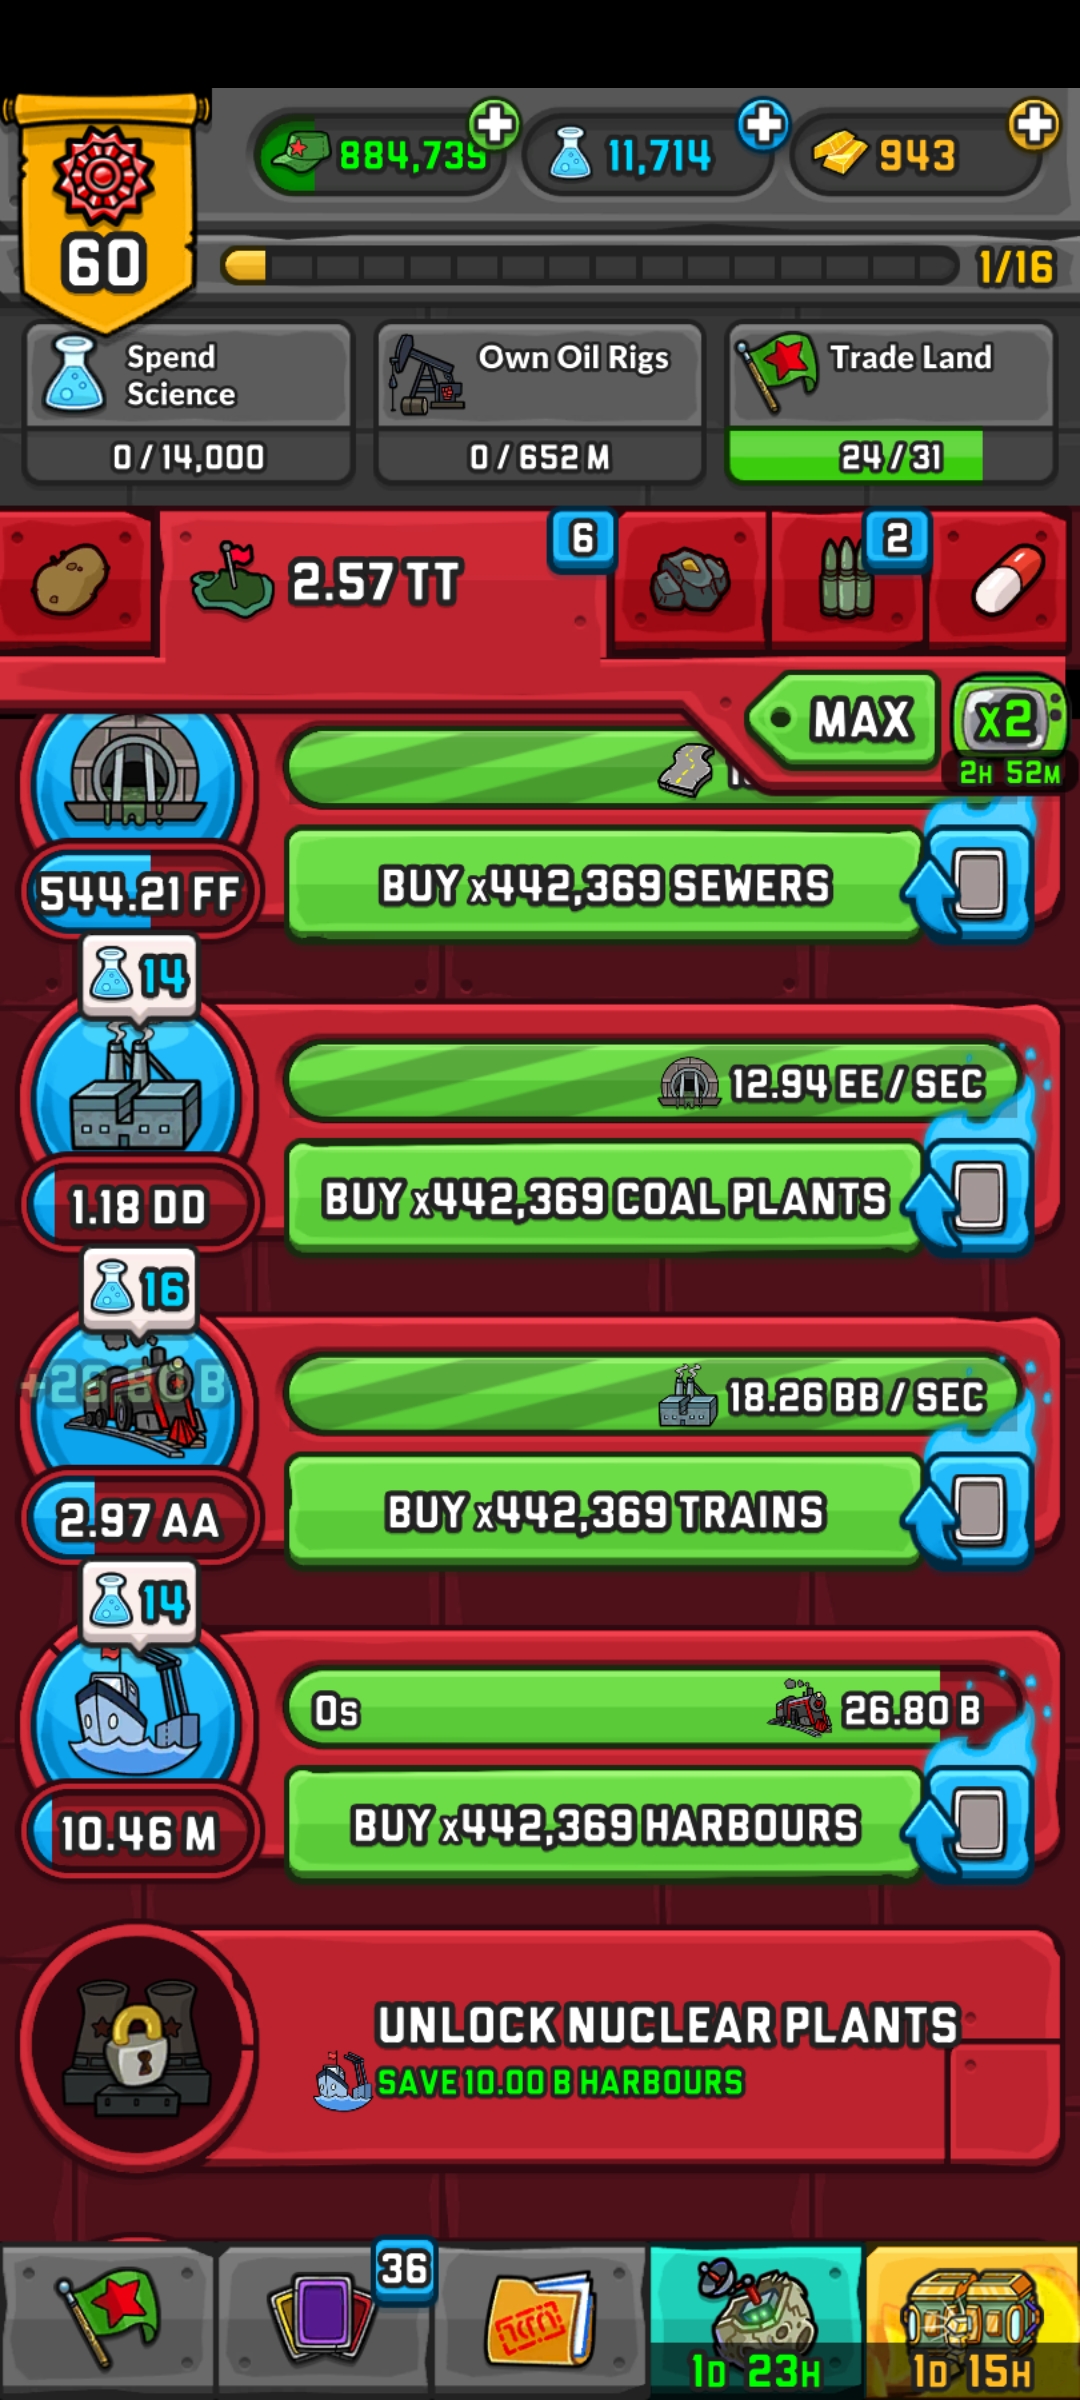 884,739
11,714
943
60
1/16
Spend
Science
0/14,000
Own Oil Rigs
0/652 M
Trade Land
24/31
2.57 TT
6
2
MAX
x2
2H 52M
544.21 FF
BUY x442,369 SEWERS
14
12.94 EE / SEC
1.18 DD
BUY x442,369 COAL PLANTS
16
+26.80 B
18.26 BB / SEC
2.97 AA
BUY x442,369 TRAINS
14
0s
26.80 B
10.46 M
BUY x442,369 HARBOURS
UNLOCK NUCLEAR PLANTS
SAVE 10.00 B HARBOURS
36
1D 23H
1D 15H